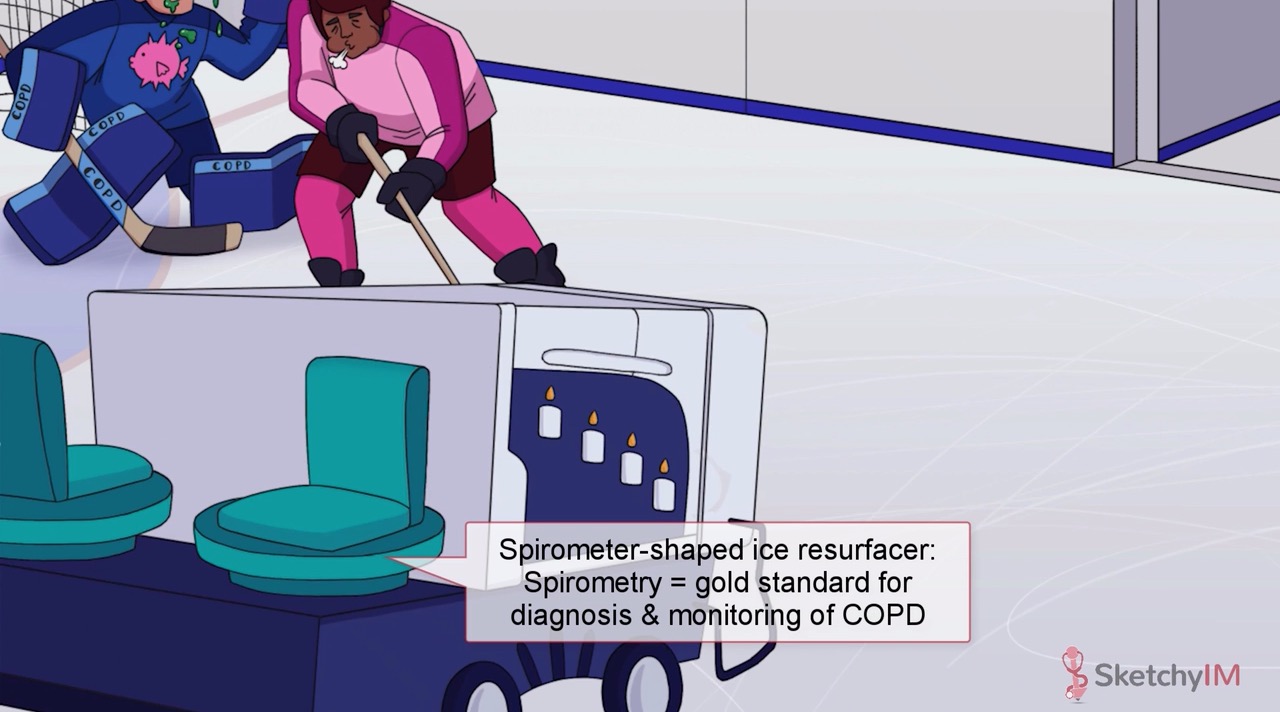 COPD
COPD
COPD
COPD
Spirometer-shaped ice resurfacer:
Spirometry = gold standard for
diagnosis & monitoring of COPD
SketchyIM